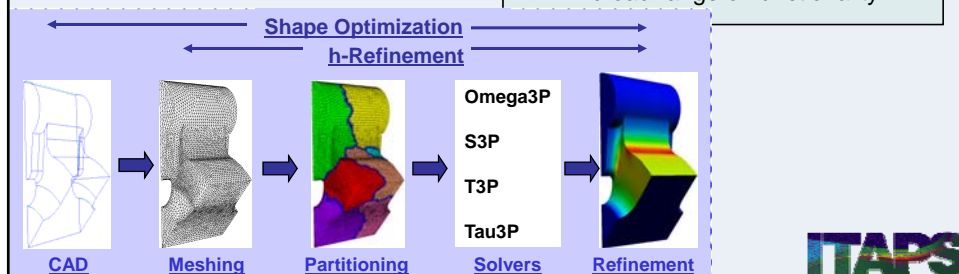 Shape Optimization
h-Refinement
Omega3P
S3P
T3P
Tau3P
CAD
Meshing
Partitioning
Solvers
Refinement
ITAPS